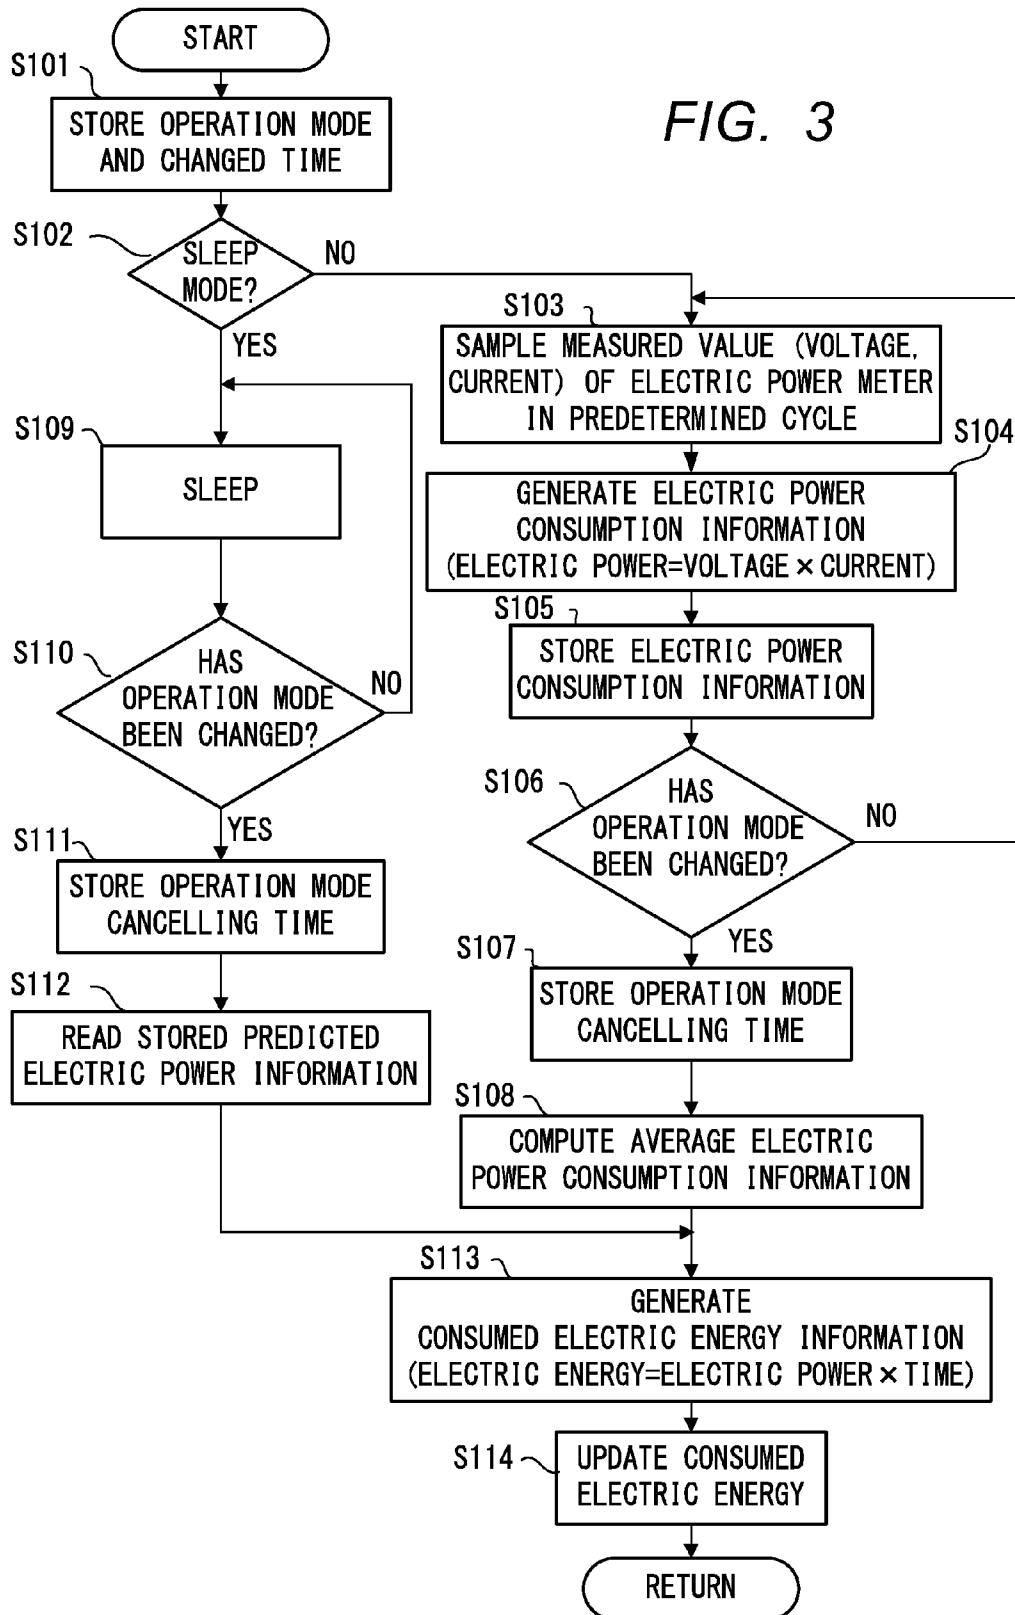 START
S101
STORE OPERATION MODE
AND CHANGED TIME
FIG. 3
S102
SLEEP
MODE?
NO
YES
S103
SAMPLE MEASURED VALUE (VOLTAGE,
CURRENT) OF ELECTRIC POWER METER
IN PREDETERMINED CYCLE
S109
SLEEP
S104
GENERATE ELECTRIC POWER
CONSUMPTION INFORMATION
(ELECTRIC POWER=VOLTAGE×CURRENT)
S105
STORE ELECTRIC POWER
CONSUMPTION INFORMATION
S110
HAS
OPERATION MODE
BEEN CHANGED?
NO
YES
S106
HAS
OPERATION MODE
BEEN CHANGED?
NO
YES
S111
STORE OPERATION MODE
CANCELLING TIME
S107
STORE OPERATION MODE
CANCELLING TIME
S112
READ STORED PREDICTED
ELECTRIC POWER INFORMATION
S108
COMPUTE AVERAGE ELECTRIC
POWER CONSUMPTION INFORMATION
S113
GENERATE
CONSUMED ELECTRIC ENERGY INFORMATION
(ELECTRIC ENERGY=ELECTRIC POWER×TIME)
S114
UPDATE CONSUMED
ELECTRIC ENERGY
RETURN